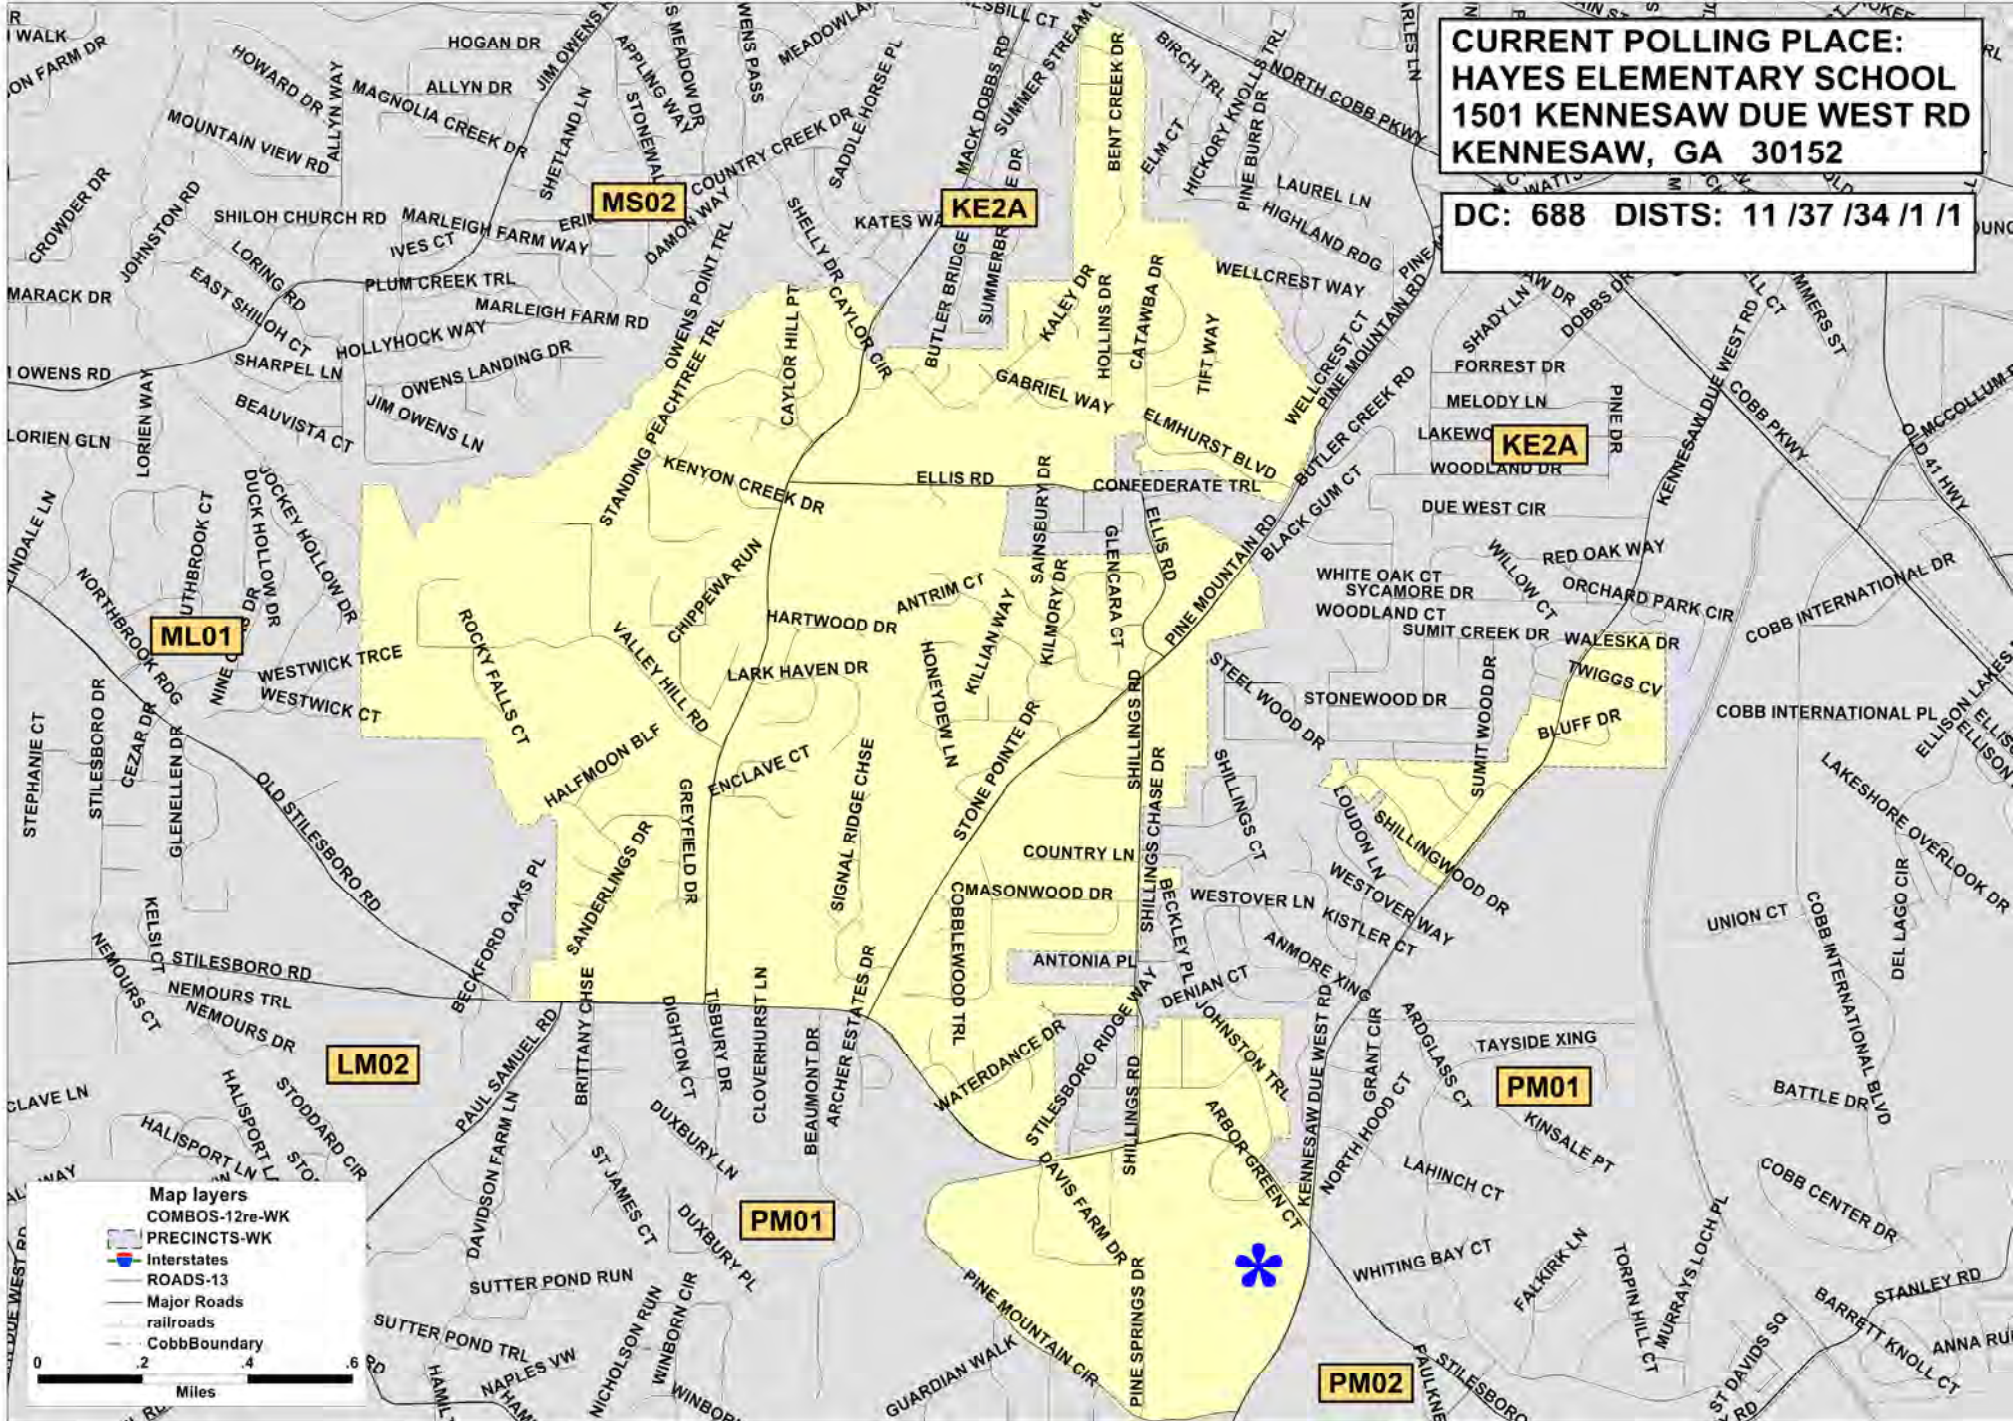 CURRENT POLLING PLACE:
HAYES ELEMENTARY SCHOOL
1501 KENNESAW DUE WEST RD
KENNESAW, GA 30152
DC: 688 DISTS: 11 /37 /34 /1 /1
HOGAN DR
HOWARD DR
ALLYN WAY
ALLYN DR
MAGNOLIA CREEK DR
MOUNTAIN VIEW RD
APPLING WAY
SHETLAND LN
COUNTRY CREEK DR
SADDLE HORSE PL
MACK DOBBS RD
BENT CREEK DR
BIRCH TRL
ELM CT
HICKORY KNOLLS TRL
PINE BURR DR
NORTH COBB PKWY
LAUREL LN
HIGHLAND RDG
CROWDER DR
JOHNSTON RD
SHILOH CHURCH RD
MARLEIGH FARM WAY
IVES CT
MS02
DAMON WAY
KE2A
LORING RD
EAST SHILOH CT
PLUM CREEK TRL
MARLEIGH FARM RD
HOLLYHOCK WAY
SHARPEL LN
OWENS LANDING DR
OWENS POINT TRL
SHELLY DR
CAYLOR CIR
CAYLOR HILL PT
BUTLER BRIDGE
KALEY DR
HOLLINS DR
CATAWBA DR
TIFT WAY
WELLCREST WAY
WELLCREST CT
PINE MOUNTAIN RD
SHADY LN
DOBBS DR
FORREST DR
MELODY LN
KE2A
PINE DR
WOODLAND DR
KENNESAW DUE WEST RD
COBB PKWY
OLD 41 HWY
BEAUVISTA CT
JIM OWENS LN
LORIEN WAY
LORIEN GLN
STANDING PEACHTREE TRL
GABRIEL WAY
ELMHURST BLVD
BUTLER CREEK RD
KENYON CREEK DR
ELLIS RD
SAINSBURY DR
CONFEDERATE TRL
BLACK GUM CT
DUE WEST CIR
RED OAK WAY
WILLOW CT
ORCHARD PARK CIR
WHITE OAK CT
SYCAMORE DR
WOODLAND CT
SUMIT CREEK DR
WALESKA DR
TWIGGS CV
COBB INTERNATIONAL DR
DUCK HOLLOW DR
JOCKEY HOLLOW DR
NORTHBROOK RDG
ML01
WESTWICK TRCE
WESTWICK CT
ROCKY FALLS CT
VALLEY HILL RD
CHIPPEWA RUN
HARTWOOD DR
ANTRIM CT
LARK HAVEN DR
HONEYDEW LN
KILLIAN WAY
KILMORY DR
GLENCARA CT
ELLIS RD
PINE MOUNTAIN RD
STEEL WOOD DR
STONEWOOD DR
SUMIT WOOD DR
BLUFF DR
COBB INTERNATIONAL PL
STEPHANIE CT
STILESBORO DR
CEZAR DR
GLENELLEN DR
OLD STILESBORO RD
HALFMOON BLF
GREYFIELD DR
ENCLAVE CT
SIGNAL RIDGE CHSE
STONE POINTE DR
SHILLINGS RD
SHILLINGS CHASE DR
SHILLINGS CT
LOUDON LN
SHILLINGWOOD DR
LAKESHORE OVERLOOK DR
DEL LAGO CIR
COUNTRY LN
MASONWOOD DR
COBBLEWOOD TRL
BECKLEY PL
WESTOVER LN
WESTOVER WAY
KISTLER CT
ANMORE XING
UNION CT
COBB INTERNATIONAL BLVD
SANDERLINGS DR
BECKFORD OAKS PL
KELSI CT
STILESBORO RD
NEMOURS CT
NEMOURS TRL
NEMOURS DR
ANTONIA PL
DENIAN CT
JOHNSTON TRL
KENNESAW DUE WEST RD
GRANT CIR
ARDGLASS CT
TAYSIDE XING
LM02
PAUL SAMUEL RD
BRITTANY CHSE
DIGHTON CT
TISBURY DR
CLOVERHURST LN
BEAUMONT DR
ARCHER ESTATES DR
WATERDANCE DR
STILESBORO RIDGE WAY
SHILLINGS RD
ARBOR GREEN CT
NORTH HOOD CT
PM01
KINSALE PT
BATTLE DR
COBB CENTER DR
HALISPORT LN
STODDARD CIR
DAVIDSON FARM LN
DUXBURY LN
ST JAMES CT
DUXBURY PL
PM01
DAVIS FARM DR
PINE SPRINGS DR
PINE MOUNTAIN CIR
GUARDIAN WALK
LAHINCH CT
WHITING BAY CT
FALKIRK LN
TORPIN HILL CT
MURRAYS LOCH PL
ST DAVIDS SQ
STANLEY RD
BARRETT KNOLL CT
PM02
SUTTER POND RUN
SUTTER POND TRL
NAPLES VW
NICHOLSON RUN
WINBORN CIR
Map layers
COMBOS-12re-WK
PRECINCTS-WK
Interstates
ROADS-13
Major Roads
railroads
CobbBoundary
0 .2 .4 .6
Miles